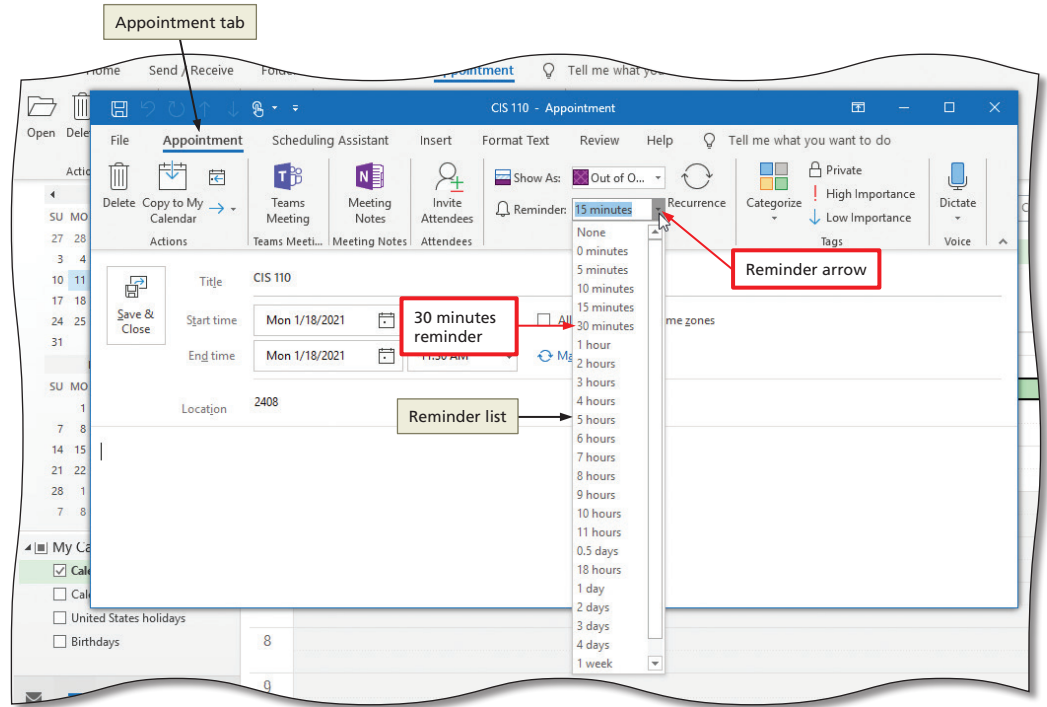 Appointment tab
Home Send / Receive
Appointment Tell me what you
Open
CIS 110 - Appointment
File Appointment Scheduling Assistant Insert Format Text Review Help Tell me what you want to do
Delete Copy to My Calendar
Actions
Teams Meeting
Teams Meeti...
Meeting Notes
Meeting Notes
Invite Attendees
Attendees
Show As: Out of O...
Reminder: 15 minutes
Recurrence
Categorize
Private
High Importance
Low Importance
Tags
Dictate
Voice
None
0 minutes
5 minutes
10 minutes
15 minutes
30 minutes
1 hour
2 hours
3 hours
4 hours
5 hours
6 hours
7 hours
8 hours
9 hours
10 hours
11 hours
0.5 days
18 hours
1 day
2 days
3 days
4 days
1 week
Reminder arrow
Save & Close
Title CIS 110
Start time Mon 1/18/2021
30 minutes
reminder
me zones
End time Mon 1/18/2021 11:30 AM
Location 2408
Reminder list
SU MO
27 28
3 4
10 11
17 18
24 25
31
SU MO
1
7 8
14 15
21 22
28 1
7 8
My Ca
Cale
Cale
United States holidays
Birthdays
8
9